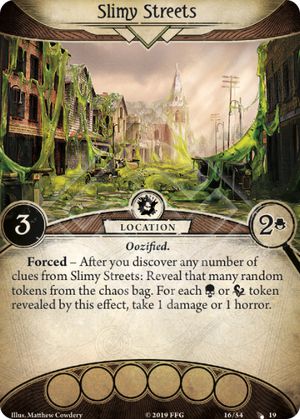 Slimy Streets
3
LOCATION
2
Oozified.
Forced – After you discover any number of
clues from Slimy Streets: Reveal that many
random tokens from the chaos bag. For each or
revealed by this effect, take 1 damage or 1 horror.
Illus. Matthew Cowdery © 2019 FFG 16/54 19